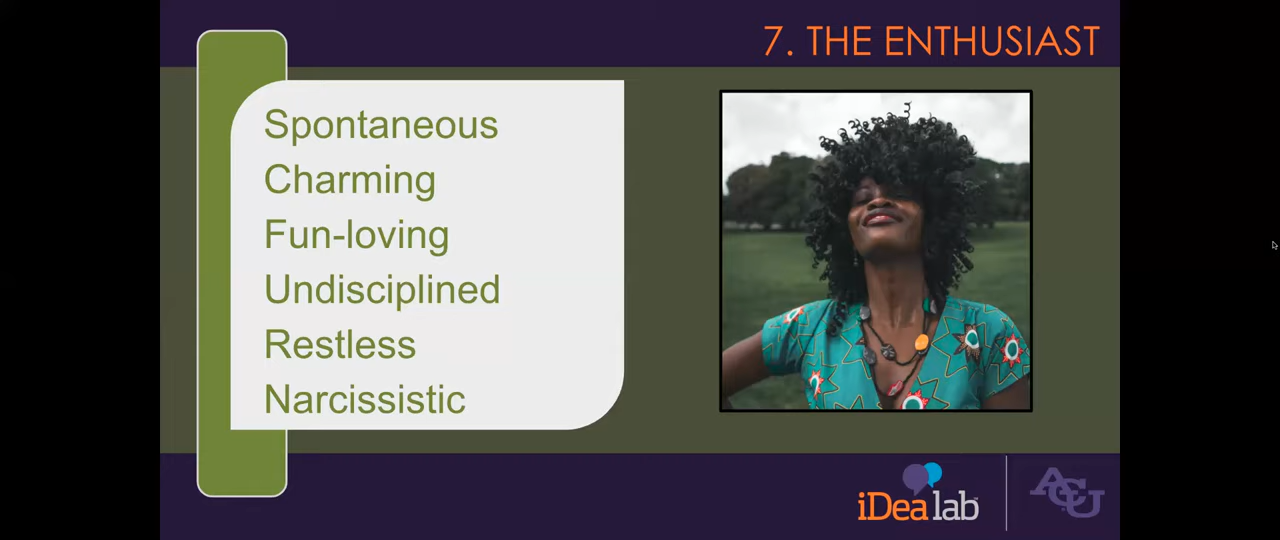 7. THE ENTHUSIAST
Spontaneous
Charming
Fun-loving
Undisciplined
Restless
Narcissistic
iDea lab
ACU